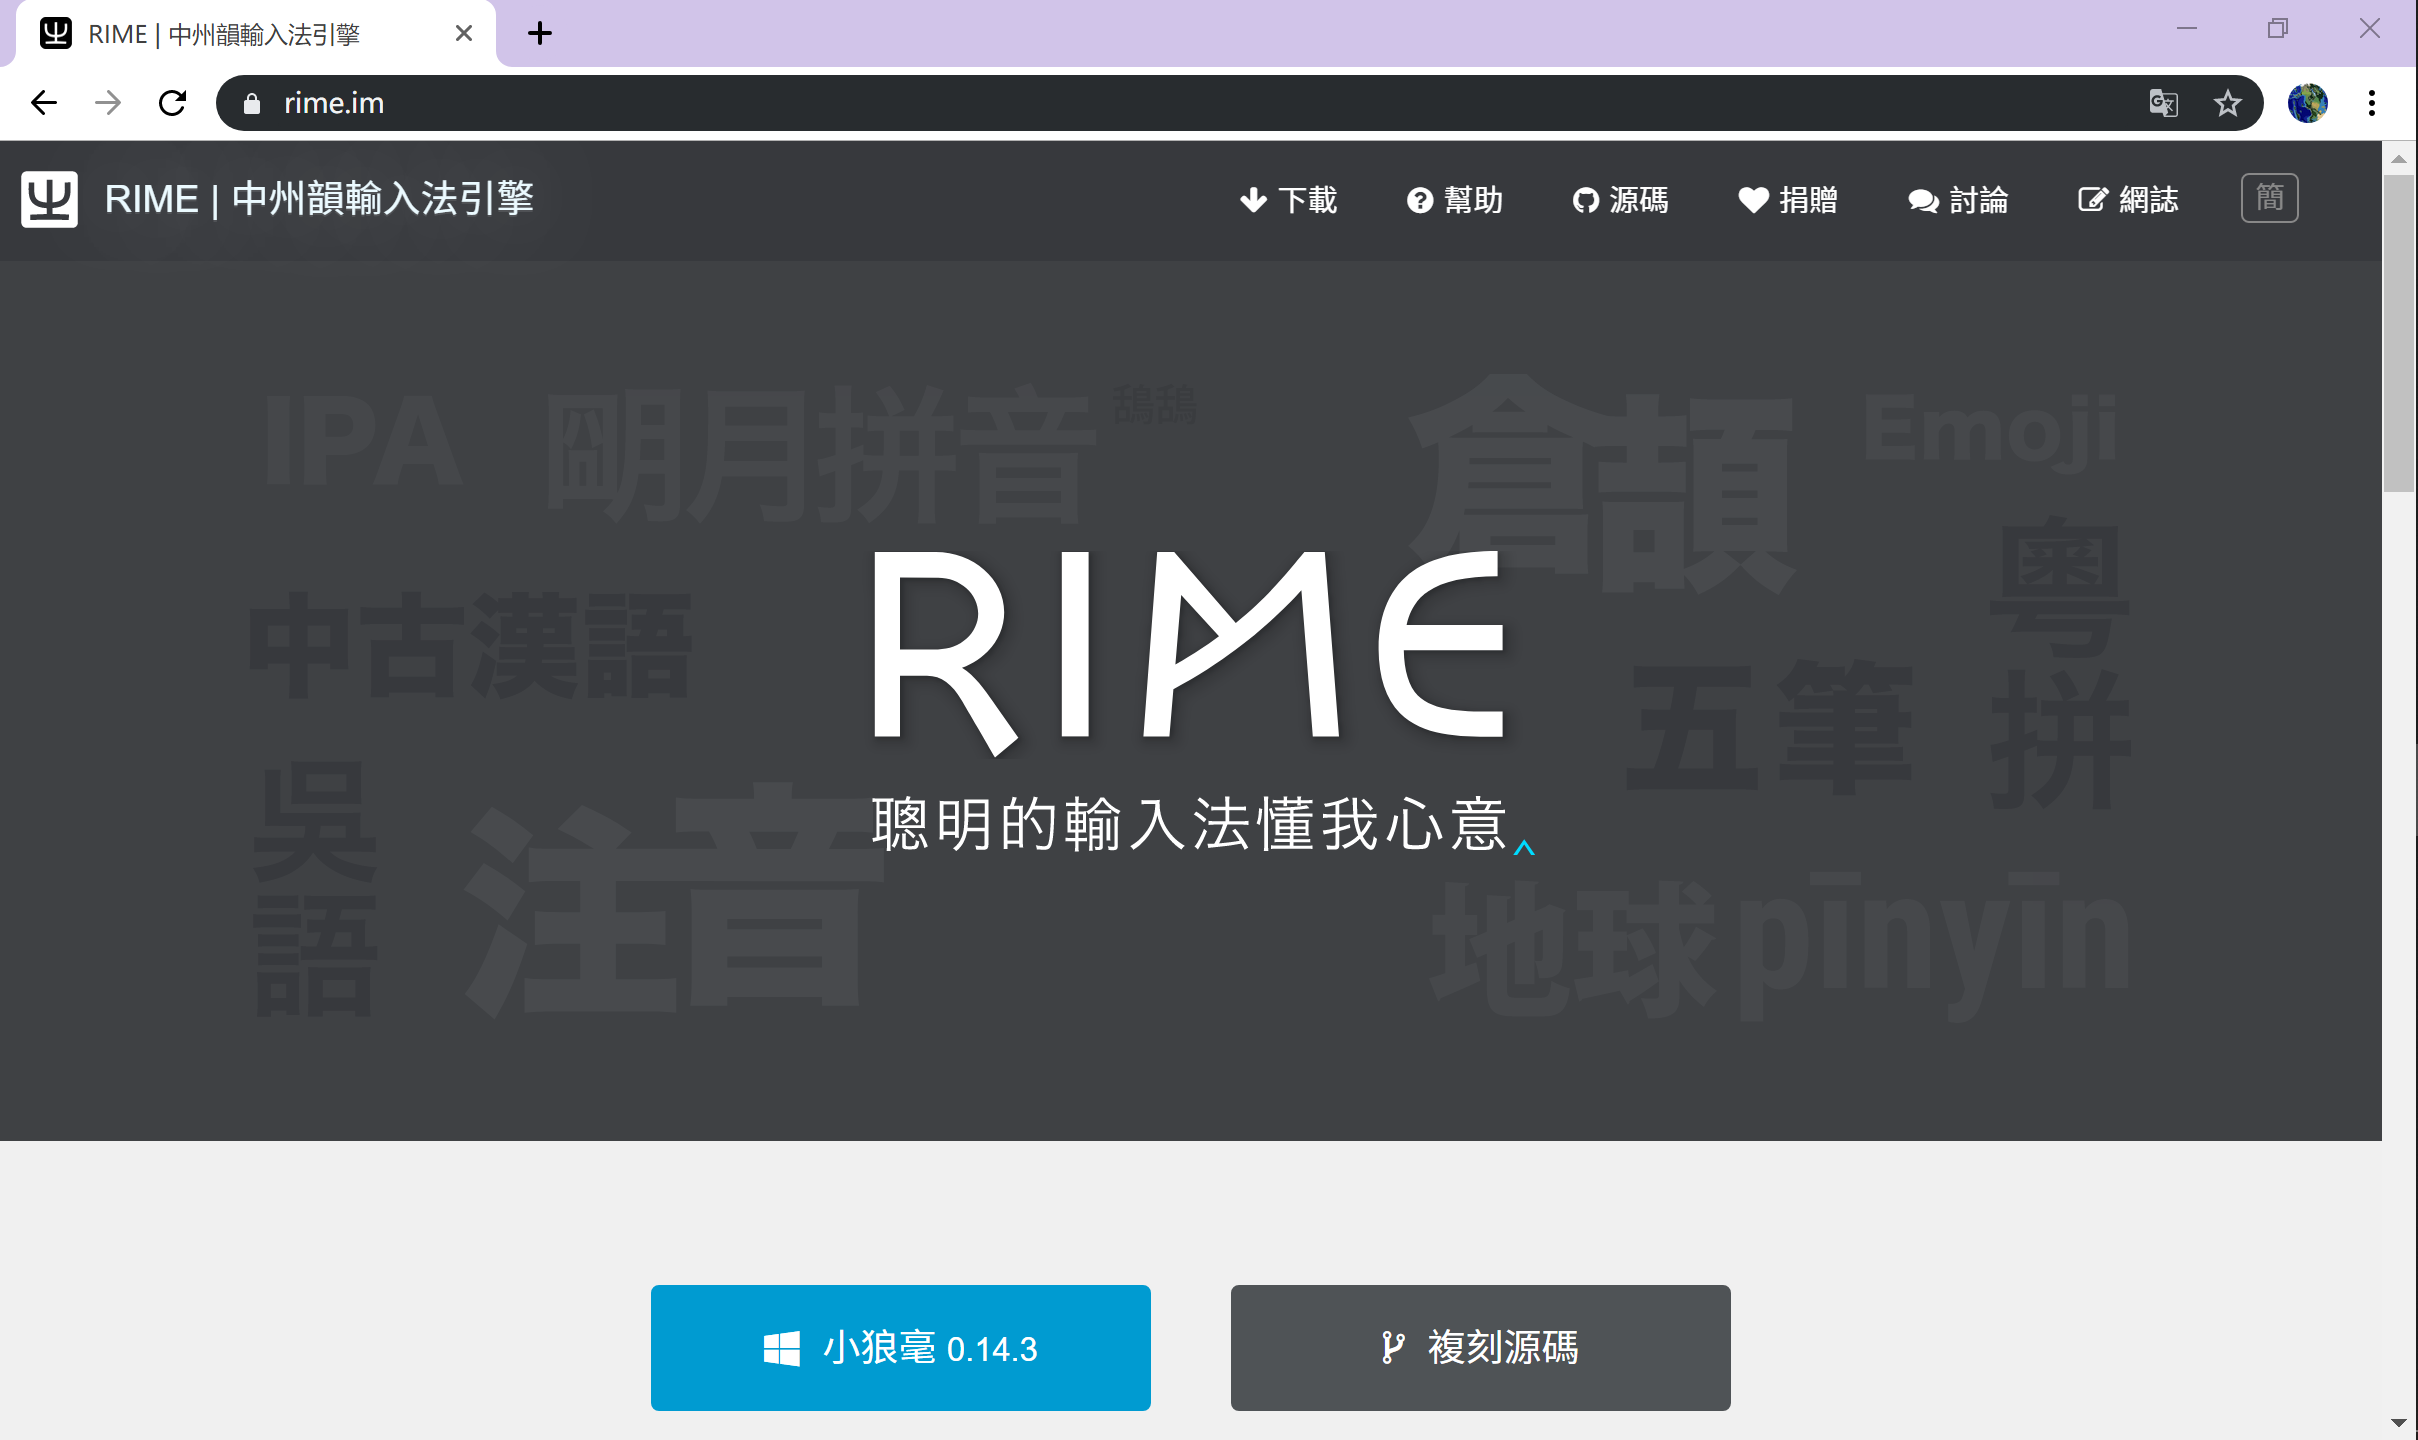 RIME | 中州韻輸入法引擎
rime.im
RIME | 中州韻輸入法引擎
下載 幫助 源碼 捐贈 討論 網誌 簡
IPA 朙月拼音 鵠鵠 倉頡 Emoji
粵拼
RIME
中古漢語
五筆
聰明的輸入法懂我心意‸
吳語
注音
地球pīnyīn
小狼毫 0.14.3
複刻源碼